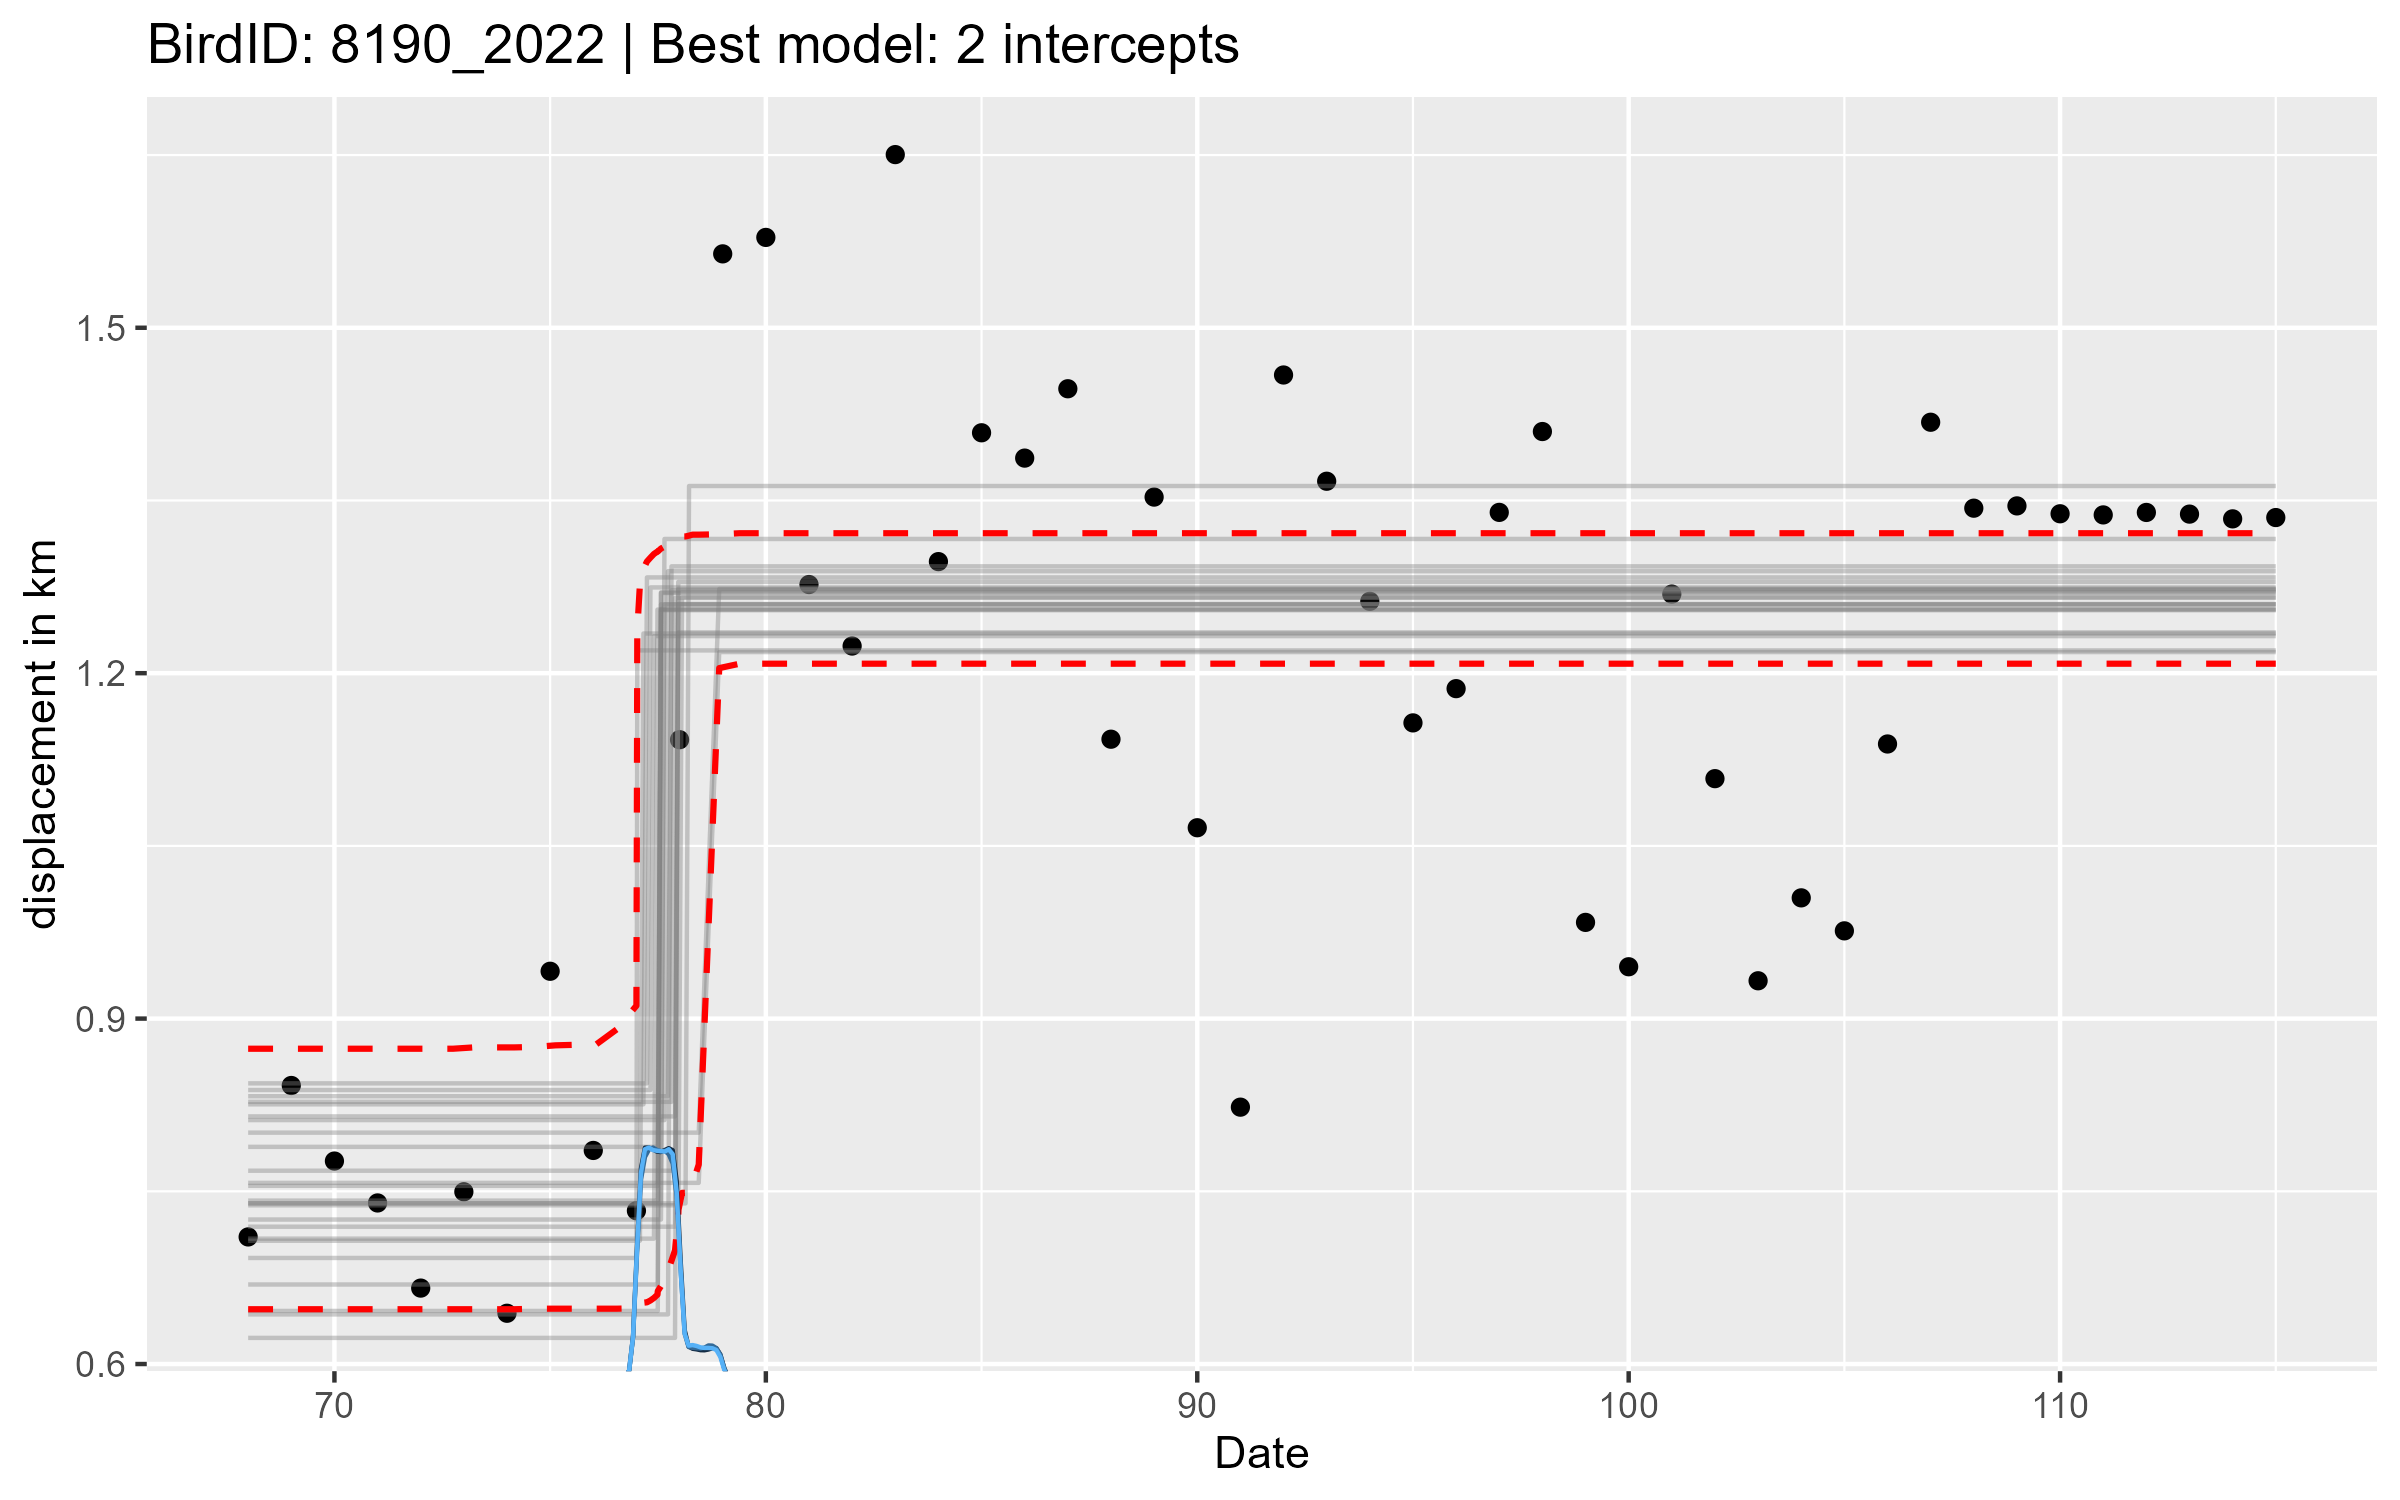 BirdID: 8190_2022 | Best model: 2 intercepts
displacement in km
1.5
1.2
0.9
0.6
70 80 90 100 110
Date